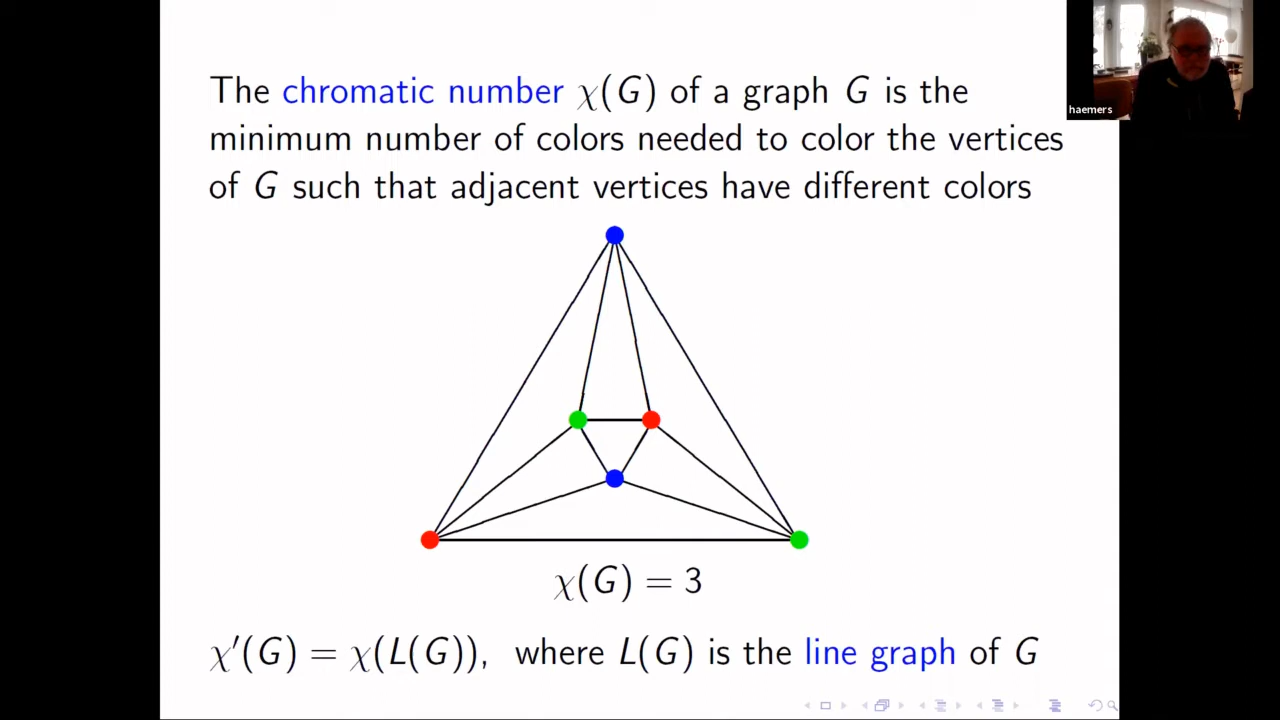 The chromatic number χ(G) of a graph G is the
minimum number of colors needed to color the vertices
of G such that adjacent vertices have different colors
χ(G) = 3
χ′(G) = χ(L(G)), where L(G) is the line graph of G
haemers